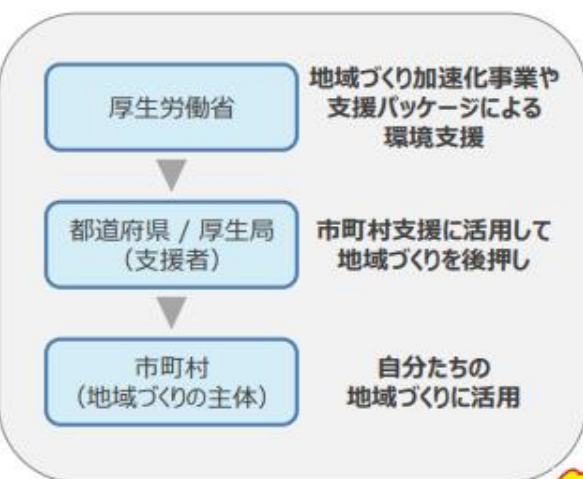 厚生労働省
地域づくり加速化事業や
支援パッケージによる
環境支援
都道府県 / 厚生局
（支援者）
市町村支援に活用して
地域づくりを後押し
市町村
（地域づくりの主体）
自分たちの
地域づくりに活用